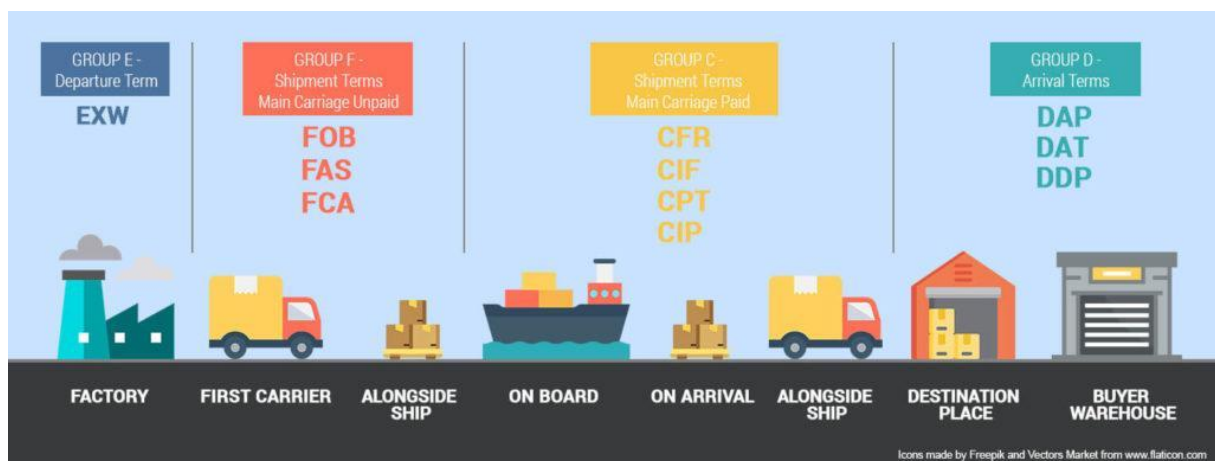 GROUP E -
Departure Term
EXW
GROUP F -
Shipment Terms
Main Carriage Unpaid
FOB
FAS
FCA
GROUP C -
Shipment Terms
Main Carriage Paid
CFR
CIF
CPT
CIP
GROUP D -
Arrival Terms
DAP
DAT
DDP
FACTORY
FIRST CARRIER
ALONGSIDE
SHIP
ON BOARD
ON ARRIVAL
ALONGSIDE
SHIP
DESTINATION
PLACE
BUYER
WAREHOUSE
Icons made by Freepik and Vectors Market from www.flaticon.com